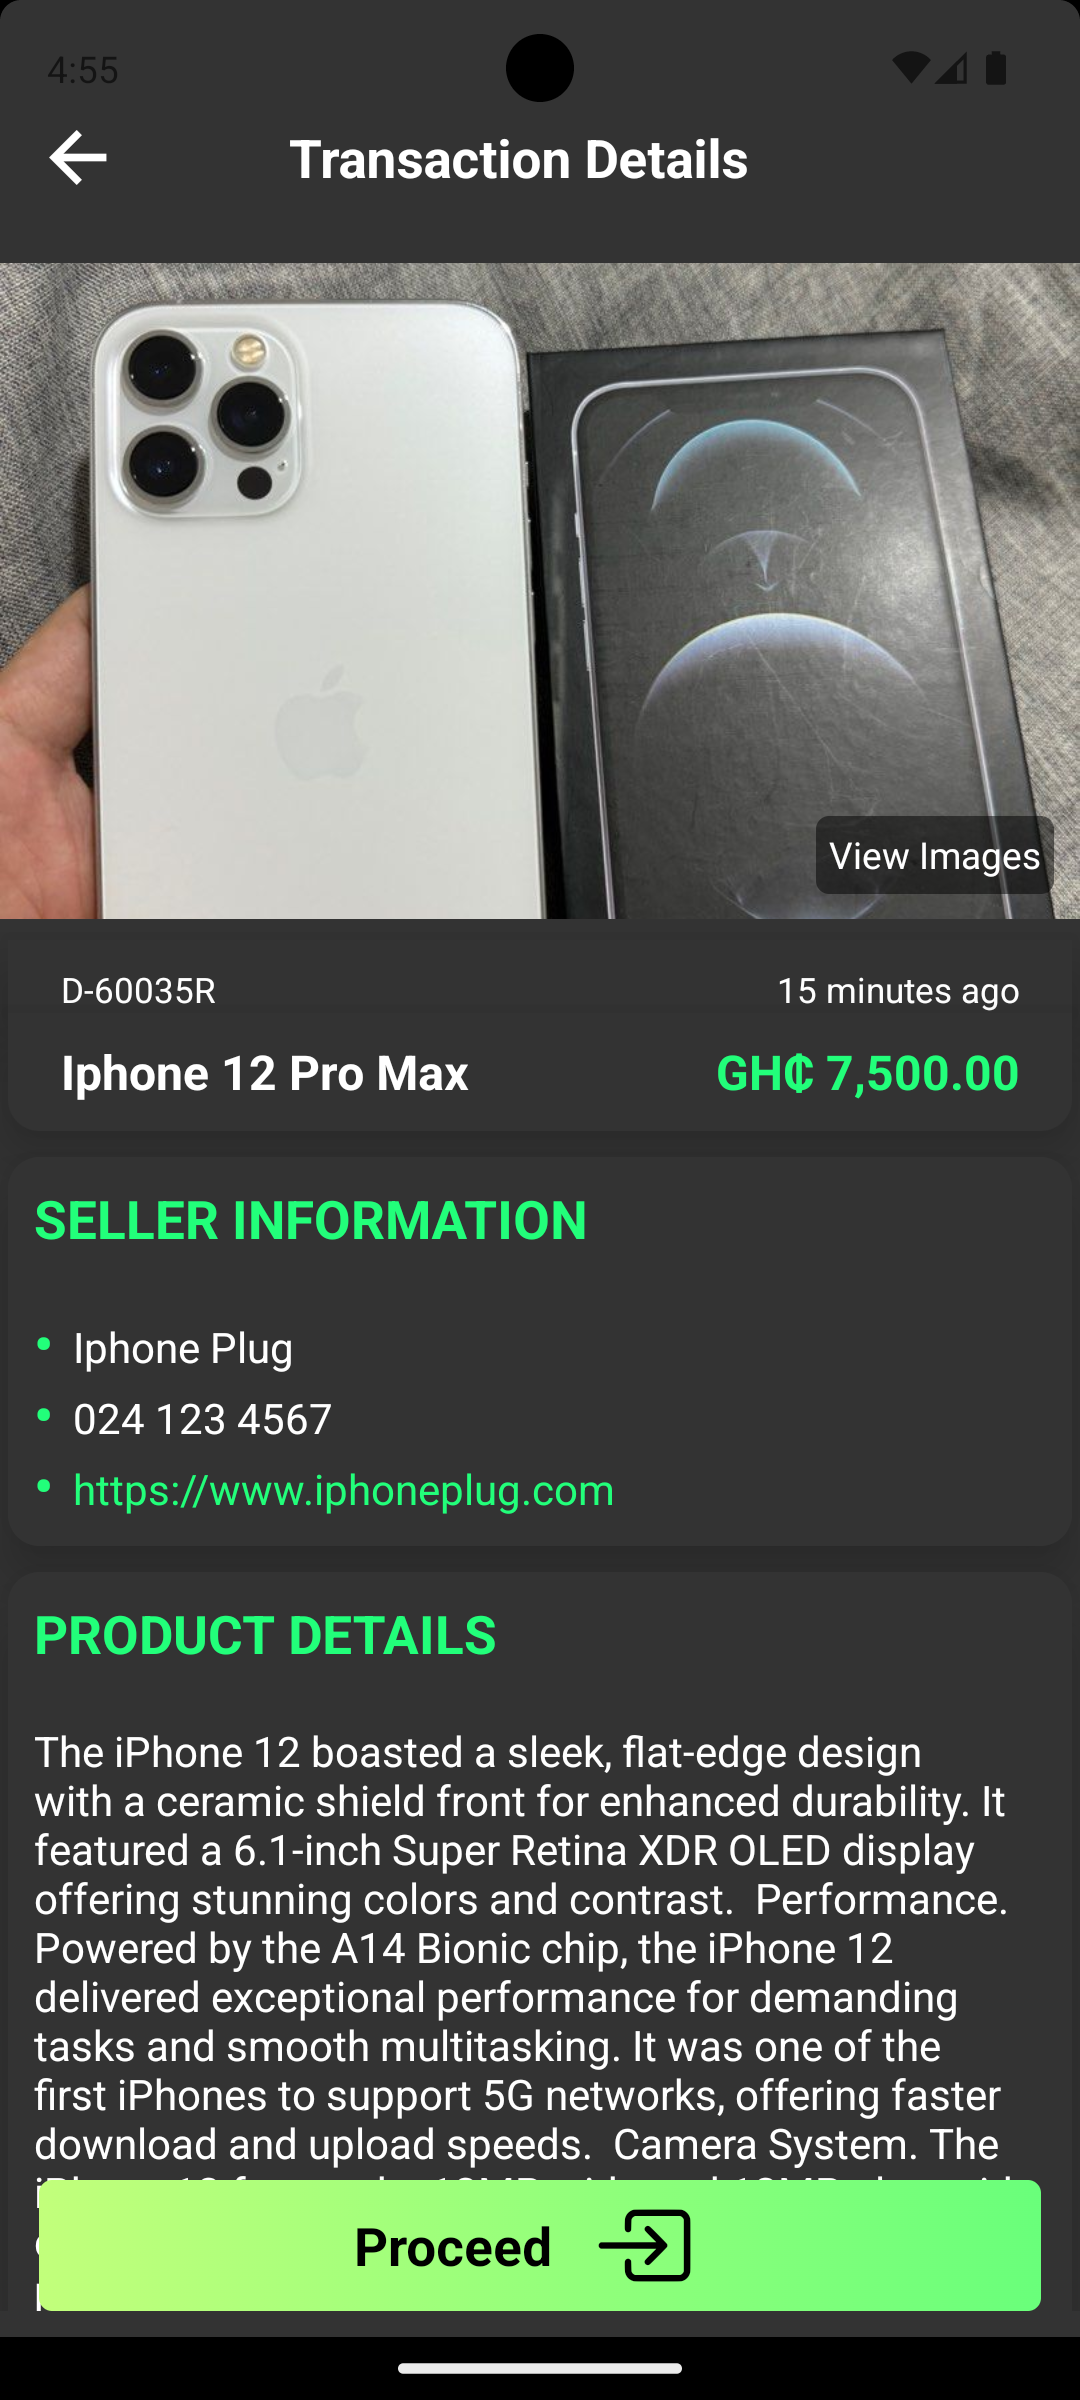 4:55
Transaction Details
View Images
D-60035R
15 minutes ago
Iphone 12 Pro Max
GH₵ 7,500.00
SELLER INFORMATION
• Iphone Plug
• 024 123 4567
• https://www.iphoneplug.com
PRODUCT DETAILS
The iPhone 12 boasted a sleek, flat-edge design
with a ceramic shield front for enhanced durability. It
featured a 6.1-inch Super Retina XDR OLED display
offering stunning colors and contrast.  Performance.
Powered by the A14 Bionic chip, the iPhone 12
delivered exceptional performance for demanding
tasks and smooth multitasking. It was one of the
first iPhones to support 5G networks, offering faster
download and upload speeds.  Camera System. The
Proceed